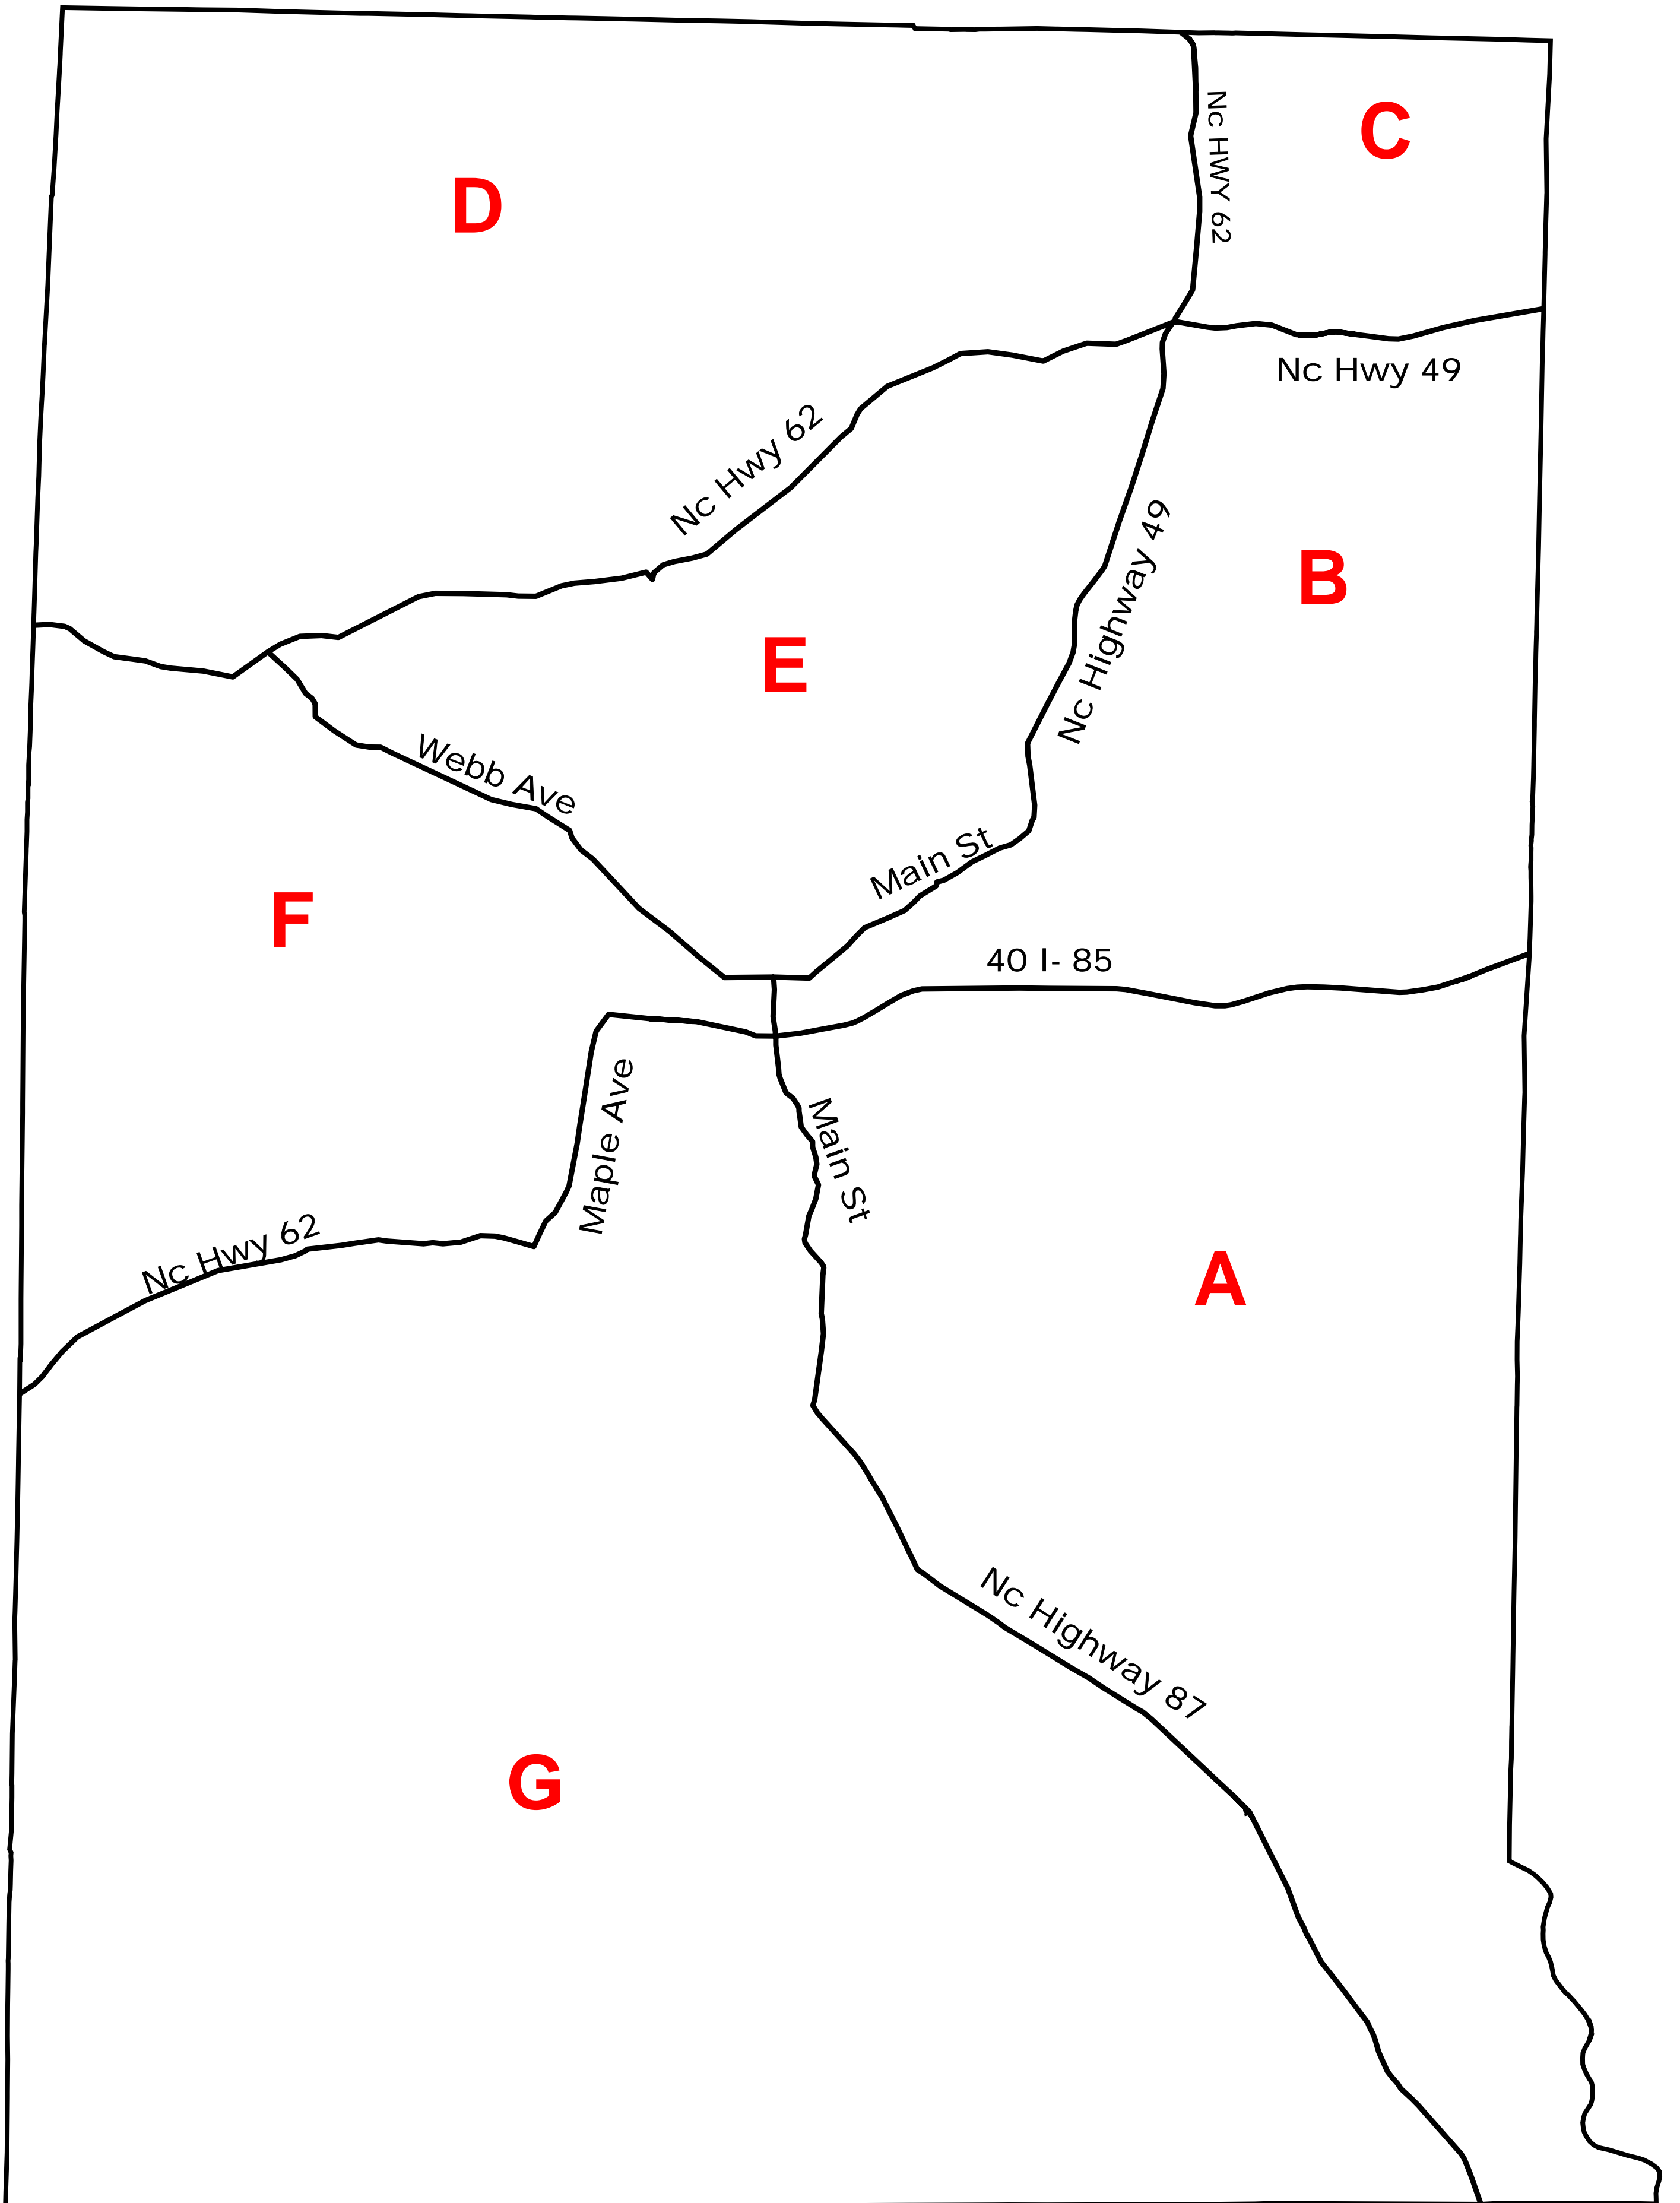 C
Nc HWY 62
D
Nc Hwy 49
Nc Hwy 62
Nc Highway 49
B
E
Webb Ave
Main St
F
40 I- 85
Maple Ave
Main St
Nc Hwy 62
A
Nc Highway 87
G